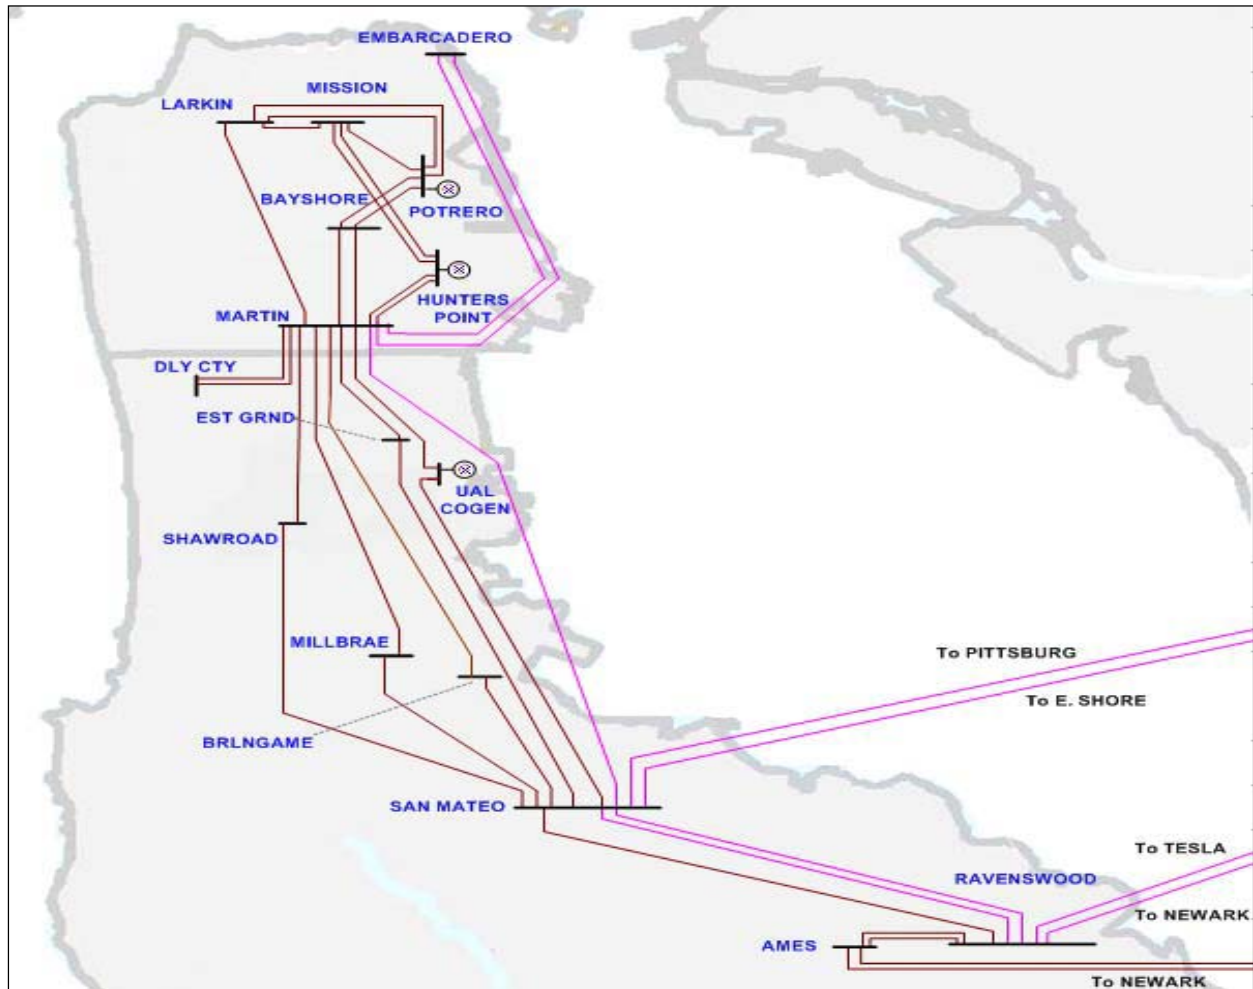 EMBARCADERO
MISSION
LARKIN
BAYSHORE
POTRERO
HUNTERS
POINT
MARTIN
DLY CTY
EST GRND
UAL
COGEN
SHAWROAD
MILLBRAE
To PITTSBURG
To E. SHORE
BRLNGAME
SAN MATEO
To TESLA
RAVENSWOOD
To NEWARK
AMES
To NEWARK